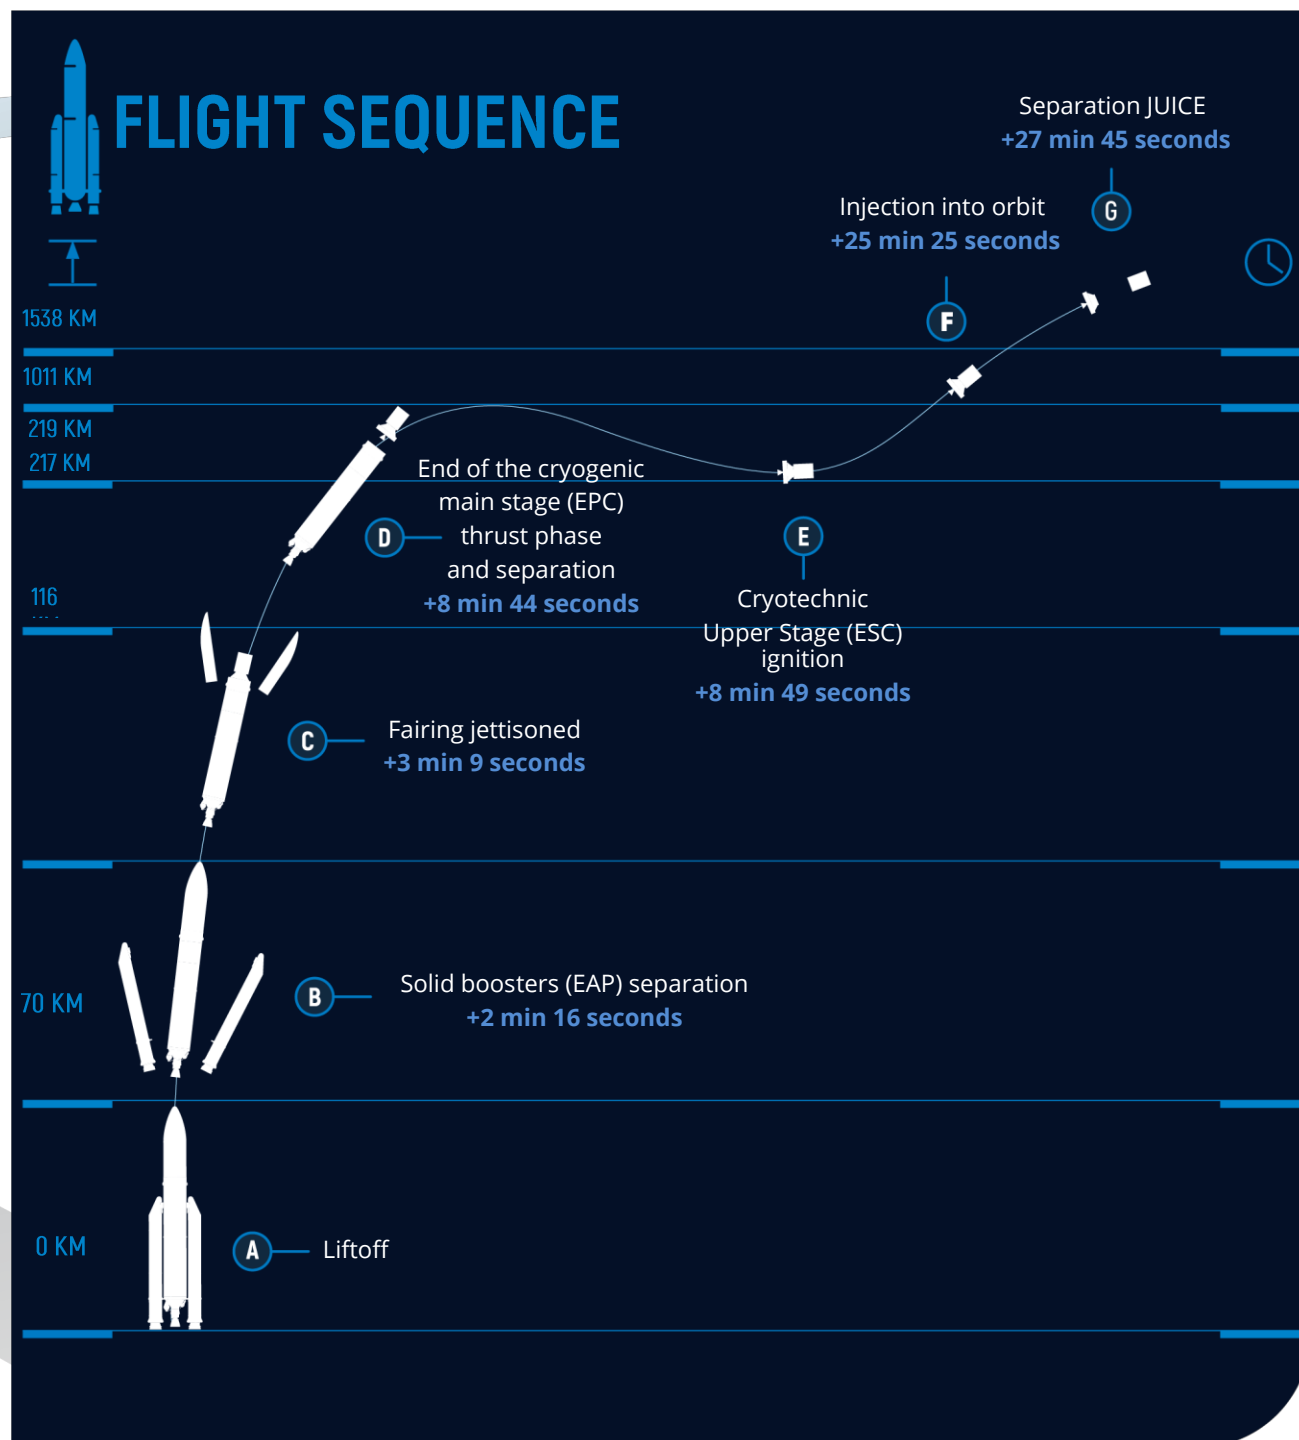 FLIGHT SEQUENCE
Separation JUICE
+27 min 45 seconds
G
Injection into orbit
+25 min 25 seconds
F
1538 KM
1011 KM
219 KM
217 KM
End of the cryogenic
main stage (EPC)
thrust phase
and separation
+8 min 44 seconds
D
E
Cryotechnic
Upper Stage (ESC)
ignition
+8 min 49 seconds
116
C
Fairing jettisoned
+3 min 9 seconds
70 KM
B
Solid boosters (EAP) separation
+2 min 16 seconds
0 KM
A
Liftoff